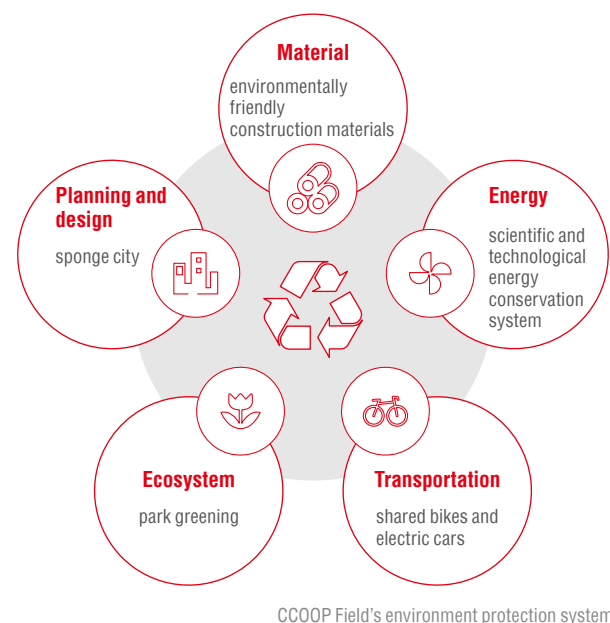 Material
environmentally
friendly
construction materials
Planning and
design
sponge city
Energy
scientific and
technological
energy
conservation
system
Ecosystem
park greening
Transportation
shared bikes and
electric cars
CCOOP Field's environment protection system